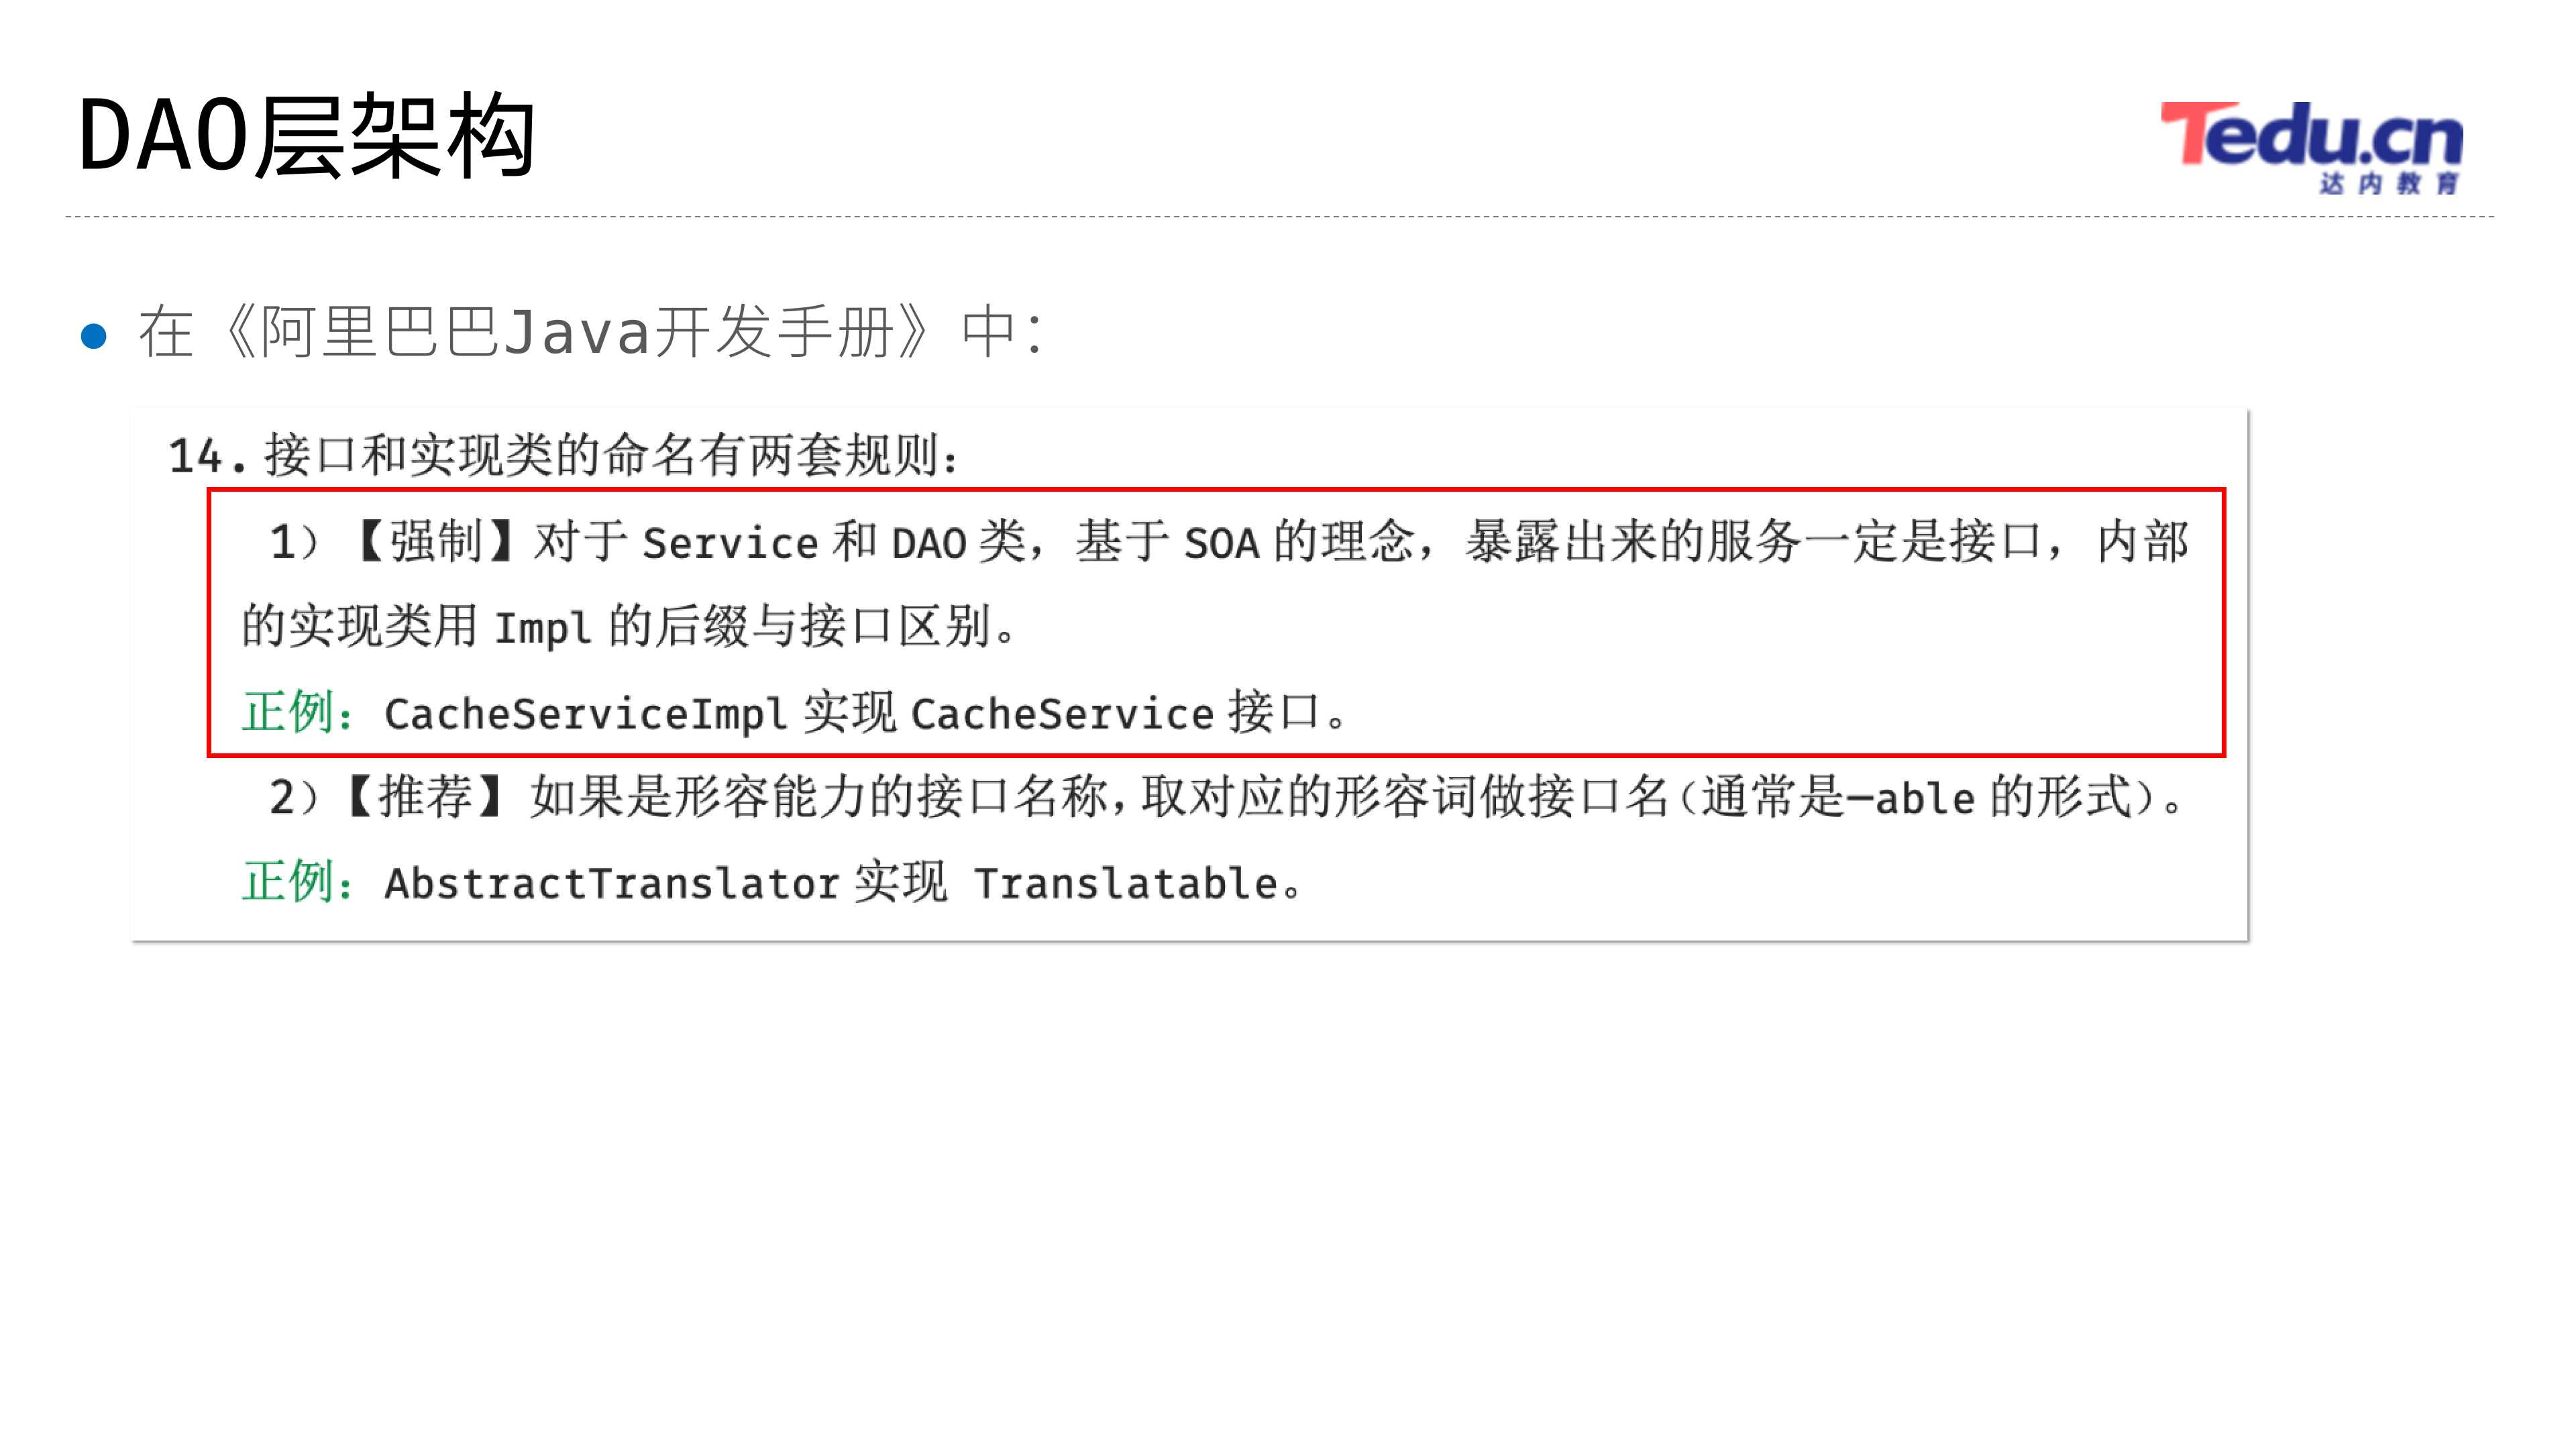 DAO层架构
Tedu.cn
达内教育
● 在《阿里巴巴Java开发手册》中：
14. 接口和实现类的命名有两套规则：
1）【强制】对于 Service 和 DAO 类，基于 SOA 的理念，暴露出来的服务一定是接口，内部
的实现类用 Impl 的后缀与接口区别。
正例：CacheServiceImpl 实现 CacheService 接口。
2）【推荐】 如果是形容能力的接口名称，取对应的形容词做接口名（通常是–able 的形式）。
正例：AbstractTranslator 实现 Translatable。